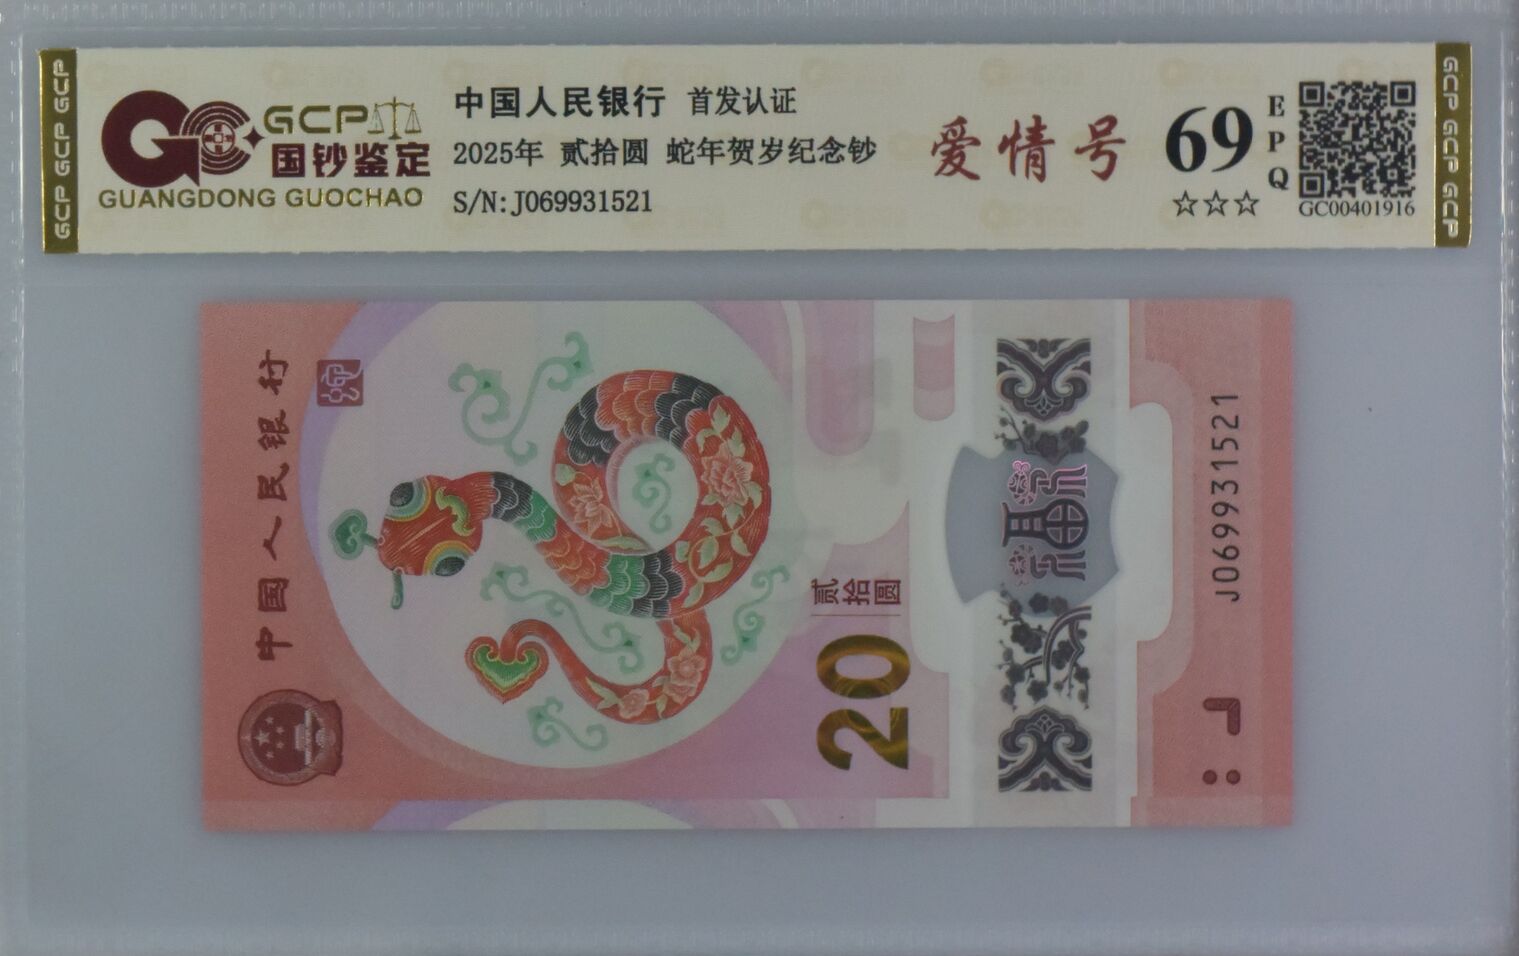 GCP GCP GCP
GCP
国钞鉴定
GUANGDONG GUOCHAO
中国人民银行 首发认证
2025年 贰拾圆 蛇年贺岁纪念钞
S/N:J069931521
爱情号
69
EPQ
☆☆☆
GC00401916
GCP GCP GCP
中国人民银行
贰拾圆
20
福
J069931521